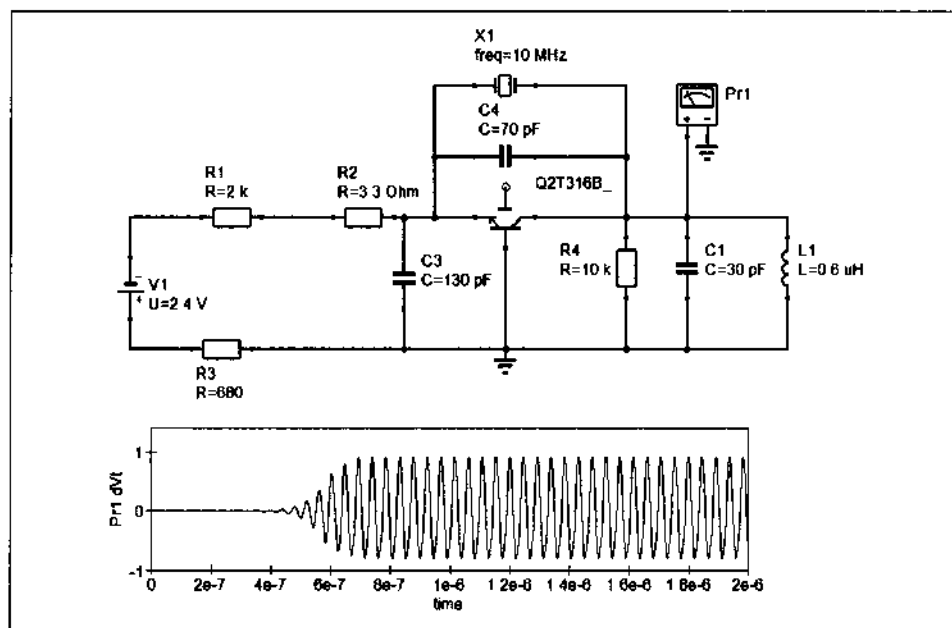 X1
freq=10 MHz
Pr1
+ -
C4
C=70 pF
Q2T316B_
R1
R=2 k
R2
R=3 3 Ohm
C3
C=130 pF
R4
R=10 k
C1
C=30 pF
L1
L=0 6 uH
V1
U=2 4 V
R3
R=680
Pr1 dVt
1
0
-1
0 2e-7 4e-7 6e-7 8e-7 1e-6 1 2e-6 1 4e-6 1 6e-6 1 8e-6 2e-6
time